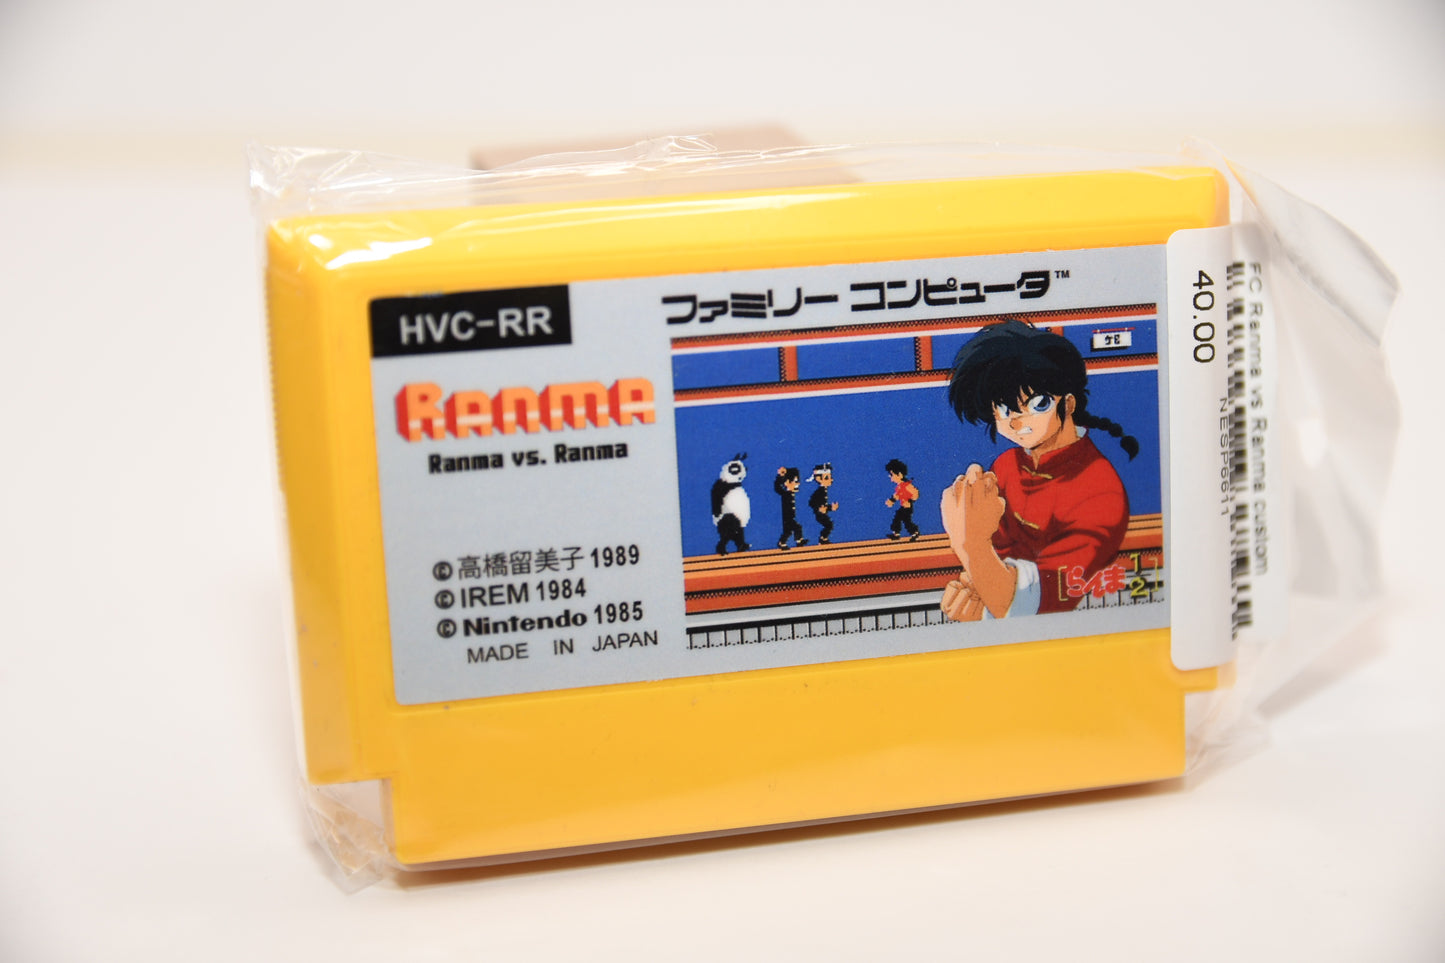 HVC-RR
ファミリー コンピュータ™
RANMA
Ranma vs. Ranma
©高橋留美子 1989
©IREM 1984
©Nintendo 1985
MADE IN JAPAN
らんま1/2
FC Ranma vs Ranma custom
NESP6611
40.00